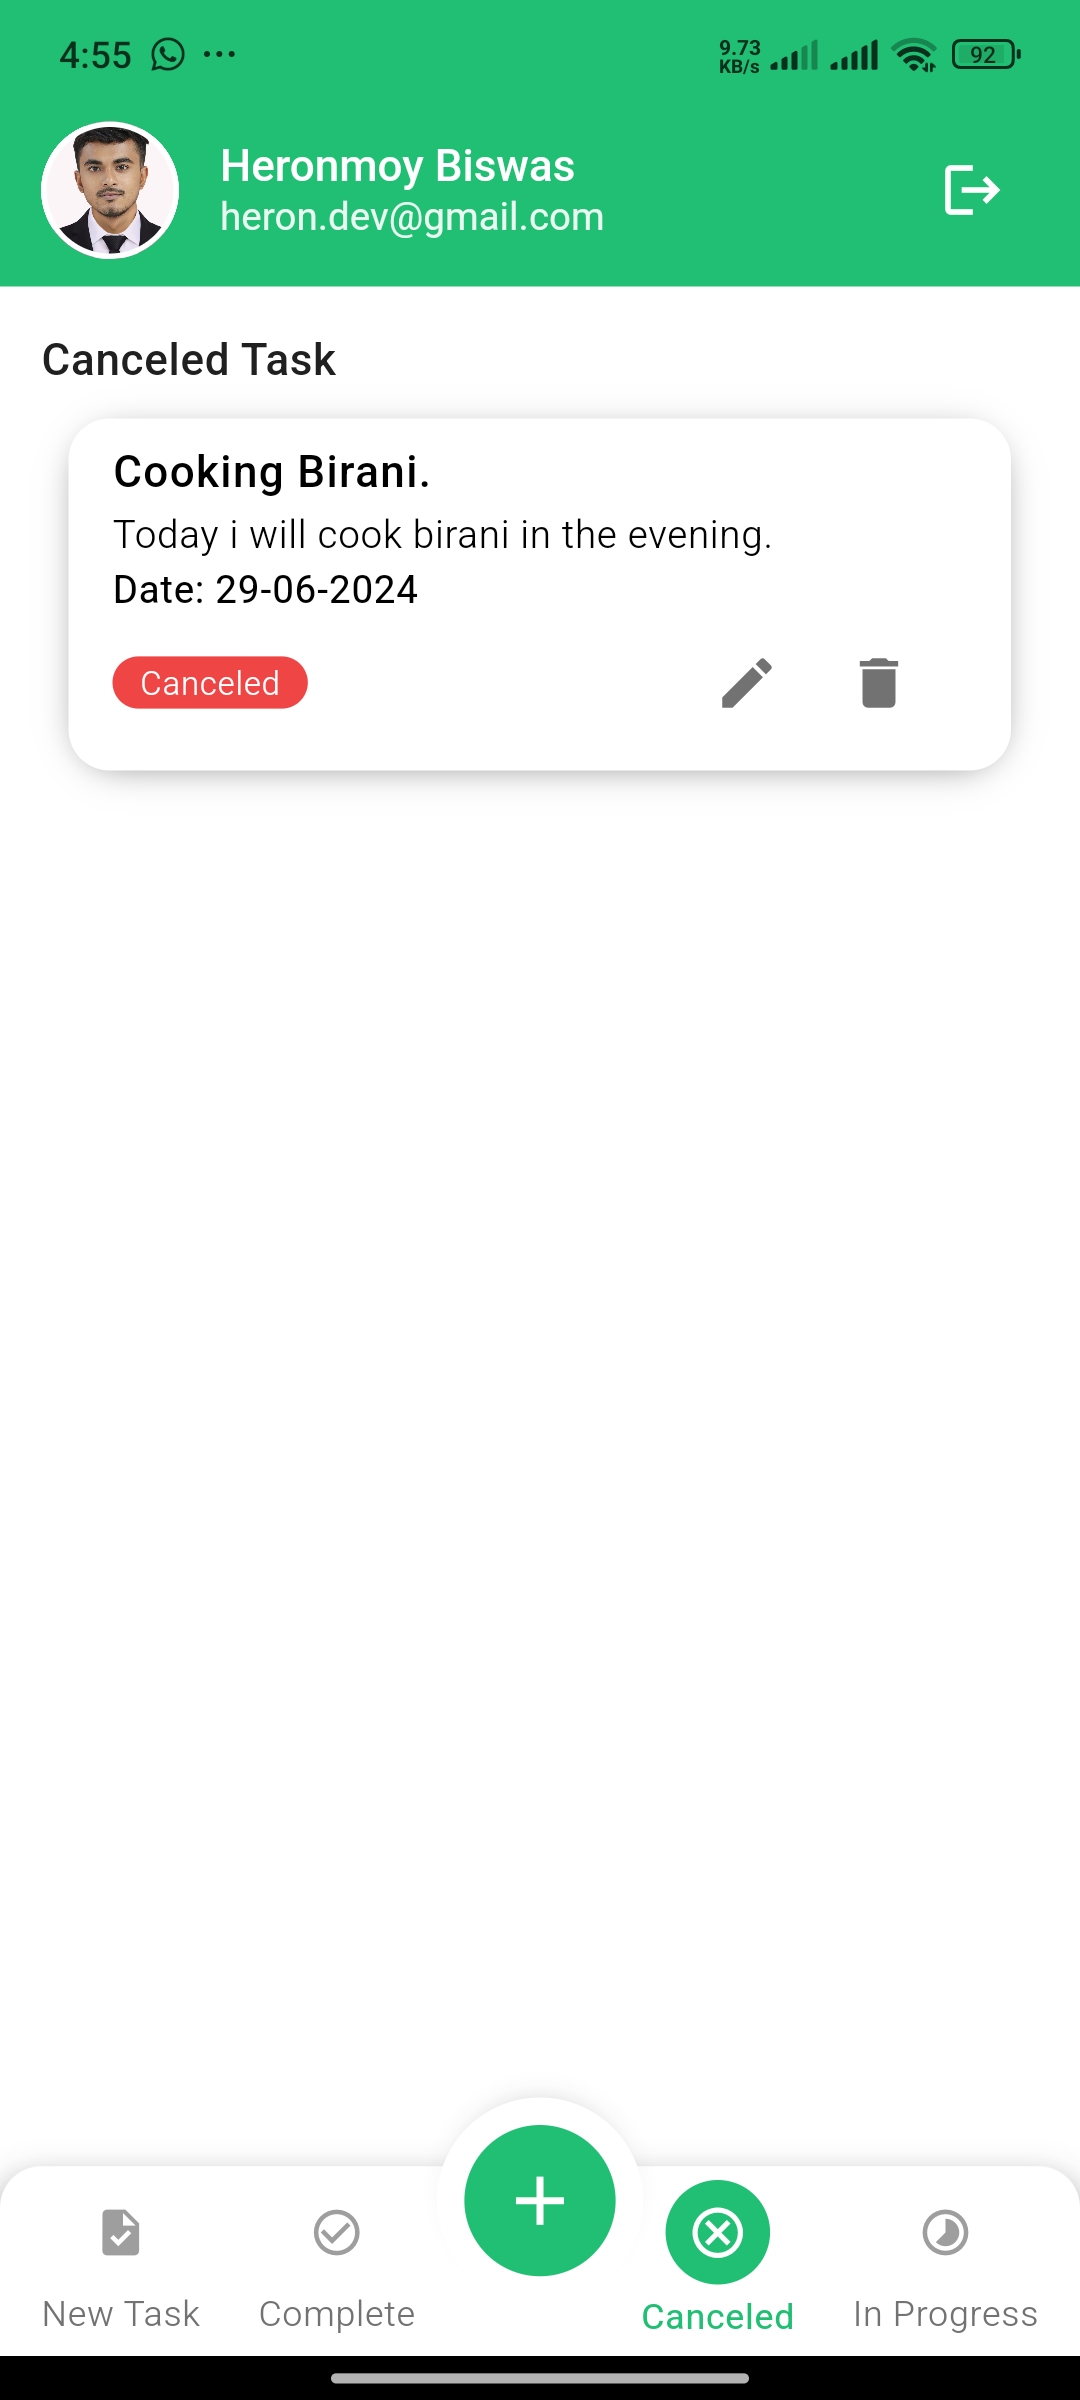 4:55
9.73
KB/s
92
Heronmoy Biswas
heron.dev@gmail.com
Canceled Task
Cooking Birani.
Today i will cook birani in the evening.
Date: 29-06-2024
Canceled
New Task
Complete
Canceled
In Progress